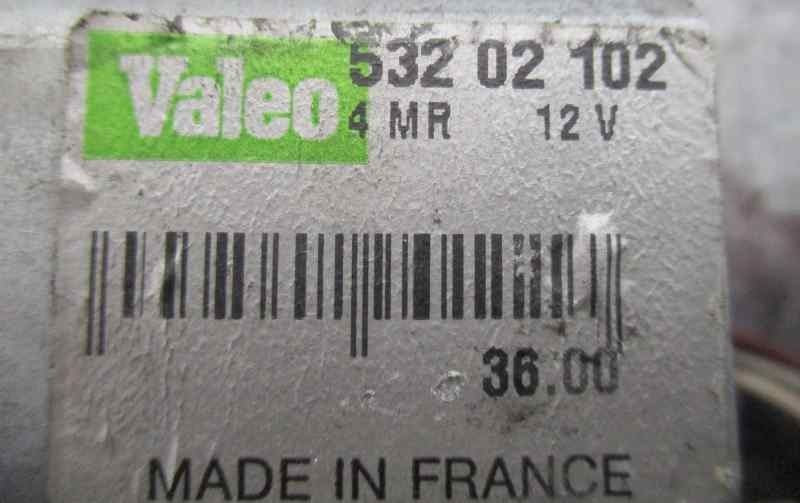 Valeo 532 02 102
4 MR 12 V
36.00
MADE IN FRANCE